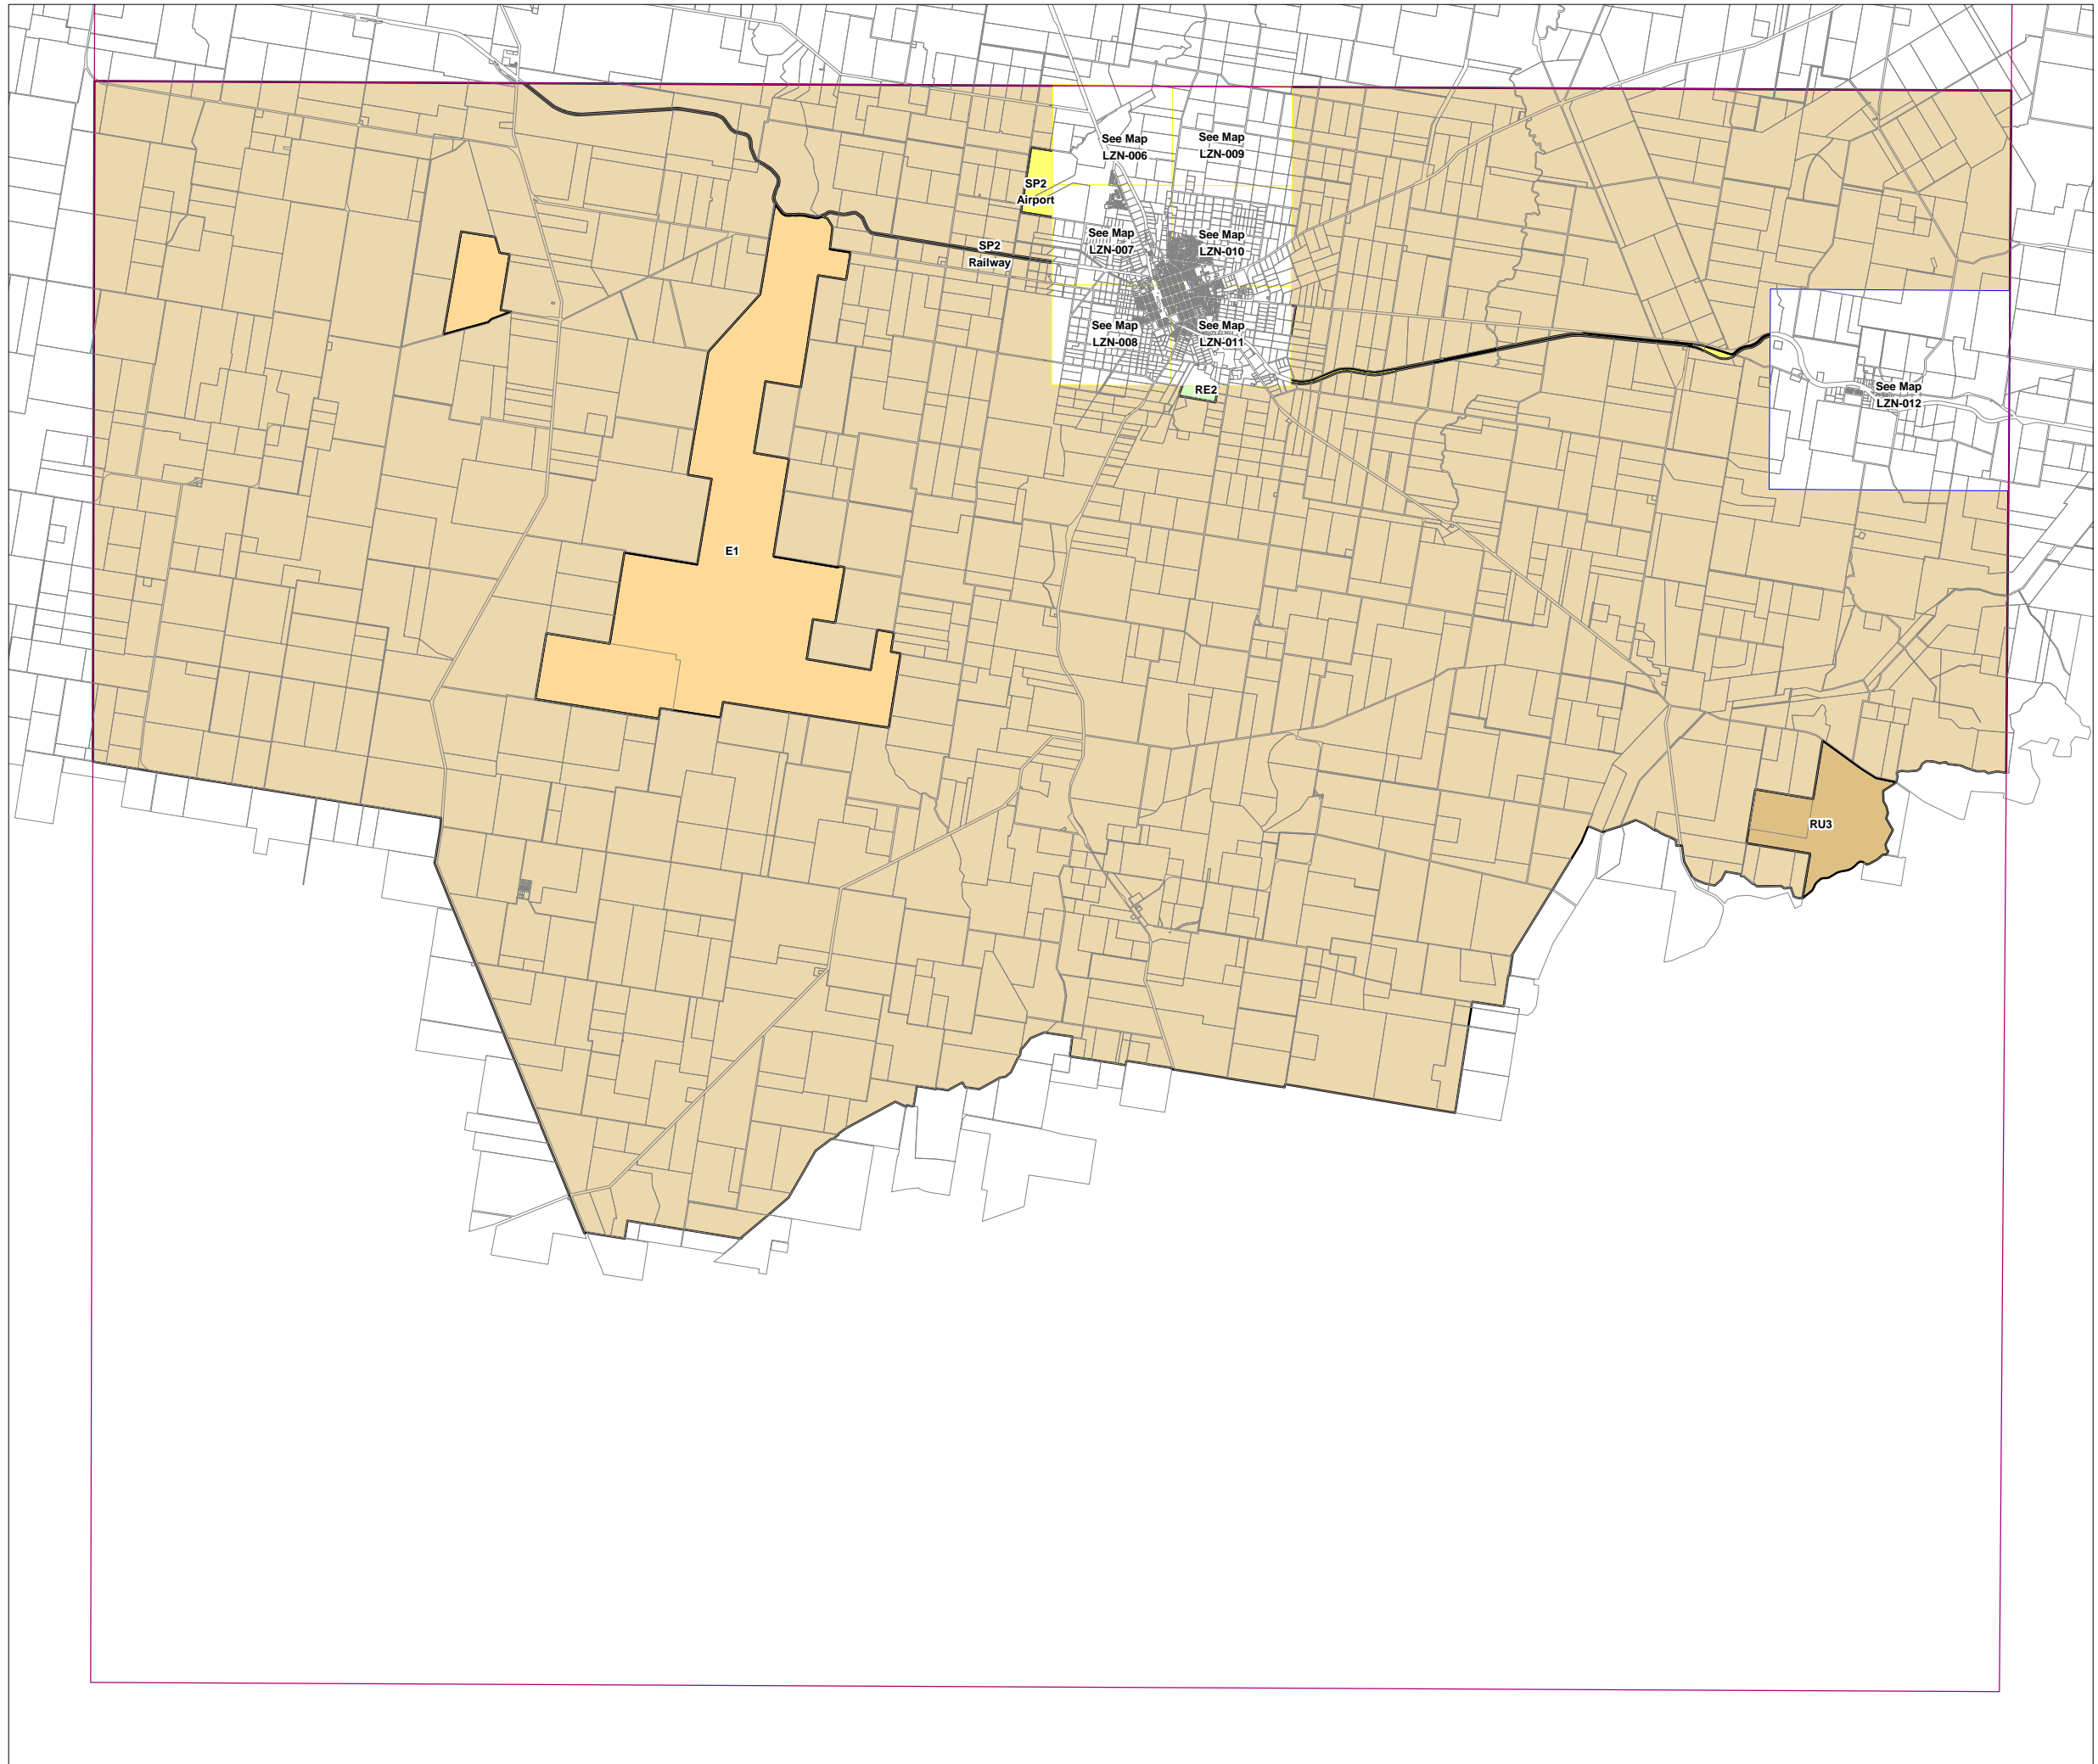 See Map
LZN-006
See Map
LZN-009
SP2
Airport
See Map
LZN-007
See Map
LZN-010
SP2
Railway
See Map
LZN-008
See Map
LZN-011
RE2
See Map
LZN-012
E1
RU3